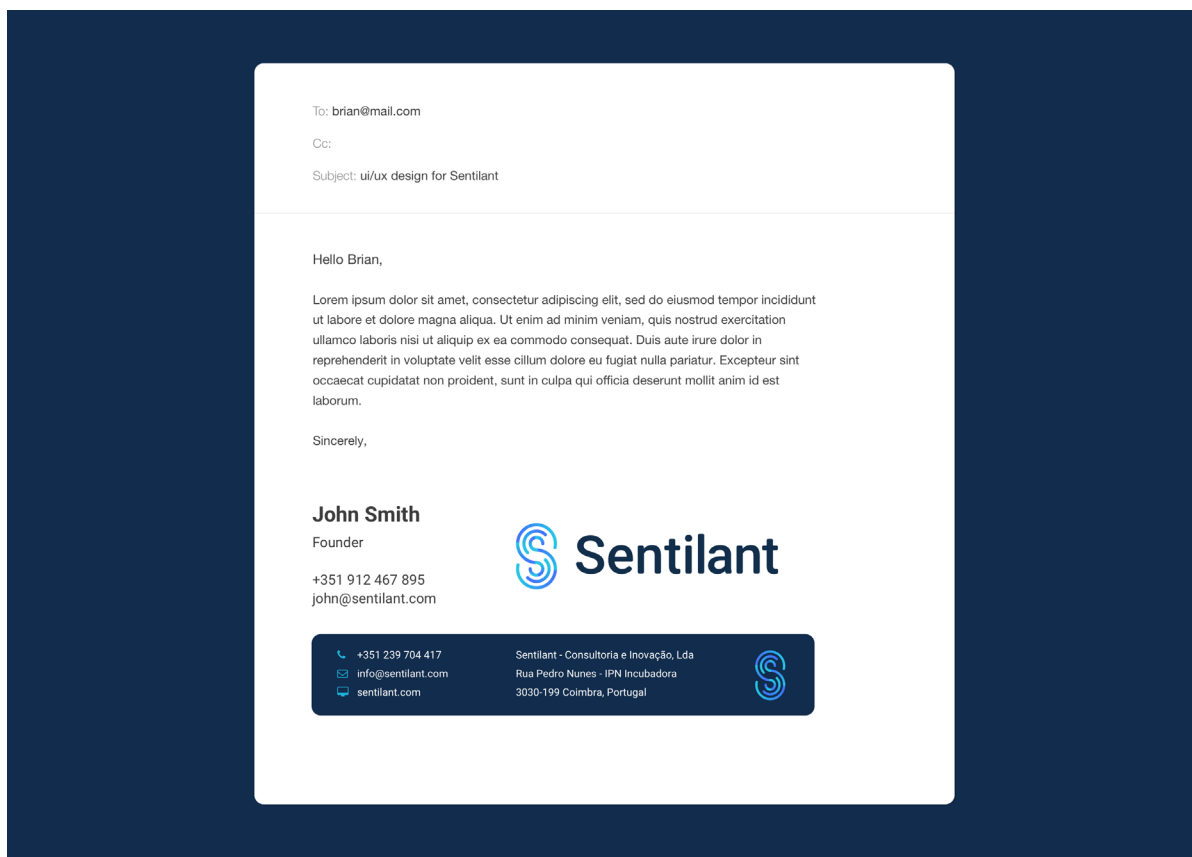 To: brian@mail.com
Cc:
Subject: ui/ux design for Sentilant
Hello Brian,
Lorem ipsum dolor sit amet, consectetur adipiscing elit, sed do eiusmod tempor incididunt
ut labore et dolore magna aliqua. Ut enim ad minim veniam, quis nostrud exercitation
ullamco laboris nisi ut aliquip ex ea commodo consequat. Duis aute irure dolor in
reprehenderit in voluptate velit esse cillum dolore eu fugiat nulla pariatur. Excepteur sint
occaecat cupidatat non proident, sunt in culpa qui officia deserunt mollit anim id est
laborum.
Sincerely,
John Smith
Founder
+351 912 467 895
john@sentilant.com
Sentilant
+351 239 704 417
info@sentilant.com
sentilant.com
Sentilant - Consultoria e Inovação, Lda
Rua Pedro Nunes - IPN Incubadora
3030-199 Coimbra, Portugal